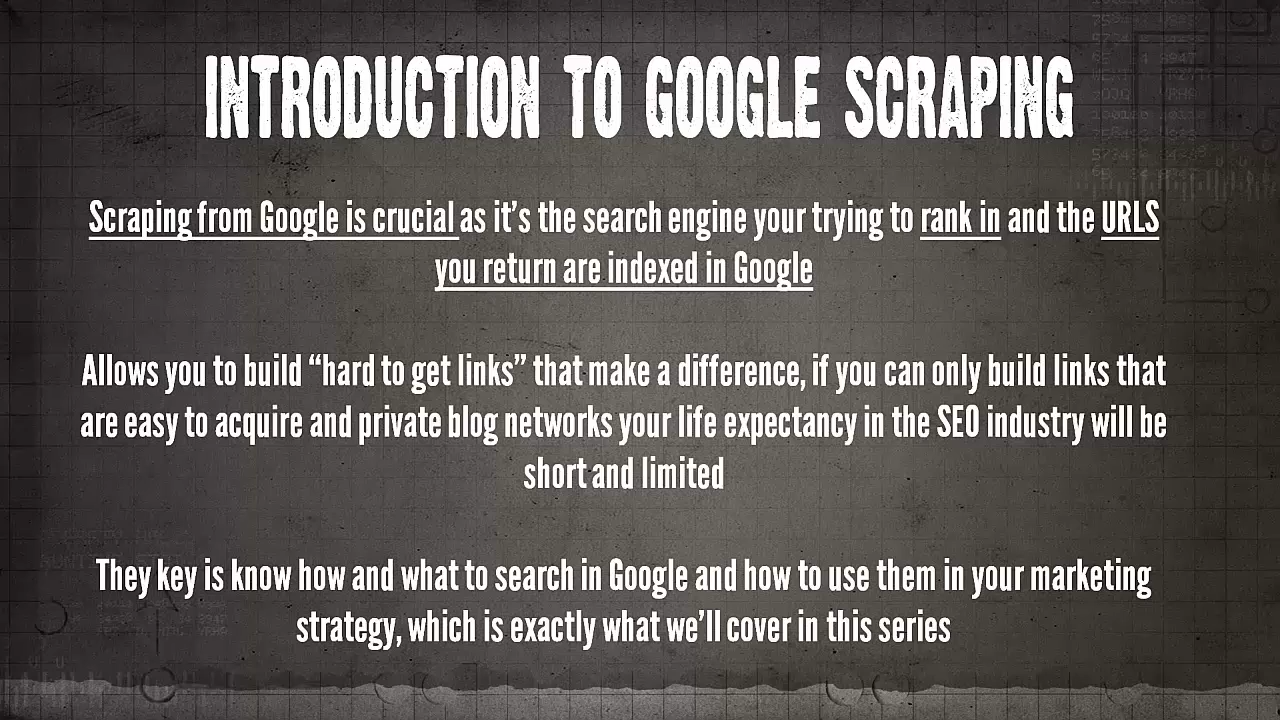 INTRODUCTION TO GOOGLE SCRAPING
Scraping from Google is crucial as it’s the search engine your trying to rank in and the URLS
you return are indexed in Google
Allows you to build “hard to get links” that make a difference, if you can only build links that
are easy to acquire and private blog networks your life expectancy in the SEO industry will be
short and limited
They key is know how and what to search in Google and how to use them in your marketing
strategy, which is exactly what we’ll cover in this series